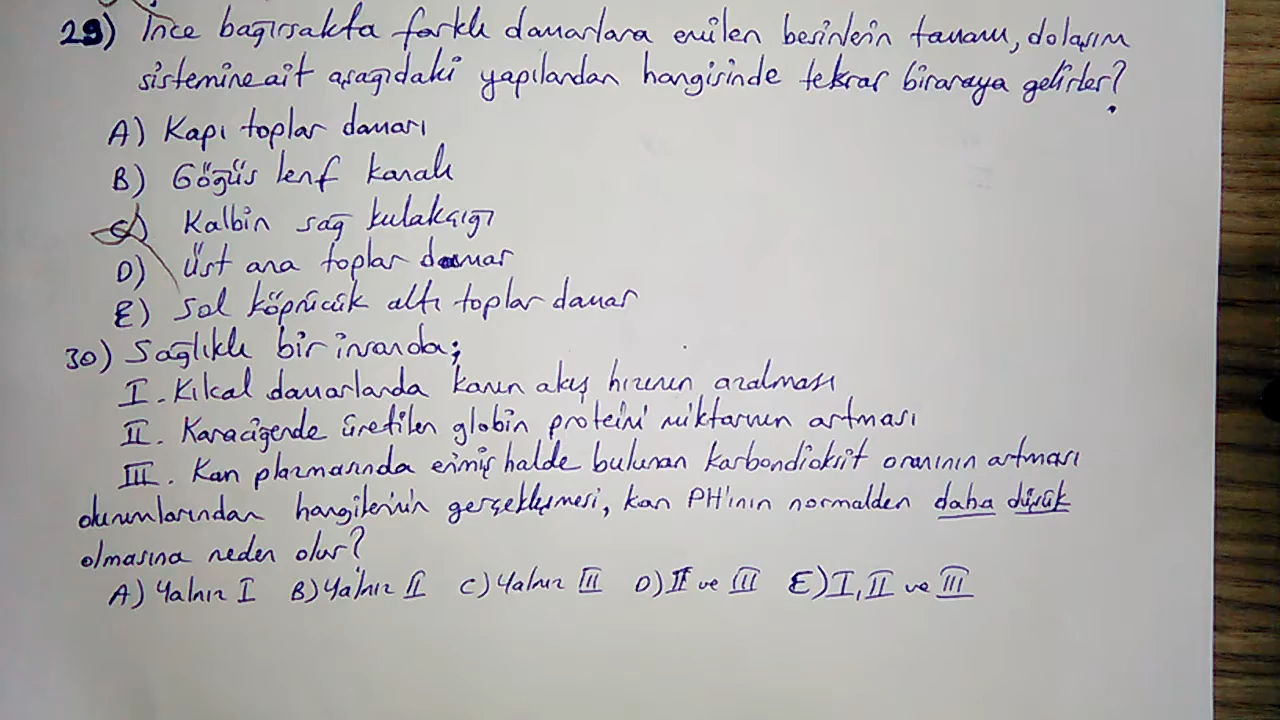 29) İnce bağırsakta farklı damarlara emilen besinlerin tamamı, dolaşım
sistemine ait aşağıdaki yapılardan hangisinde tekrar biraraya gelirler?
A) Kapı toplar damarı
B) Göğüs lenf kanalı
C) Kalbin sağ kulakçığı
D) Üst ana toplar damar
E) Sol köprücük altı toplar damar
30) Sağlıklı bir insanda;
I. Kılcal damarlarda kanın akış hızının azalması
II. Karaciğerde üretilen globin proteini miktarının artması
III. Kan plazmasında erimiş halde bulunan karbondioksit oranının artması
durumlarından hangilerinin gerçekleşmesi, kan PH'ının normalden daha düşük
olmasına neden olur?
A) Yalnız I B) Yalnız II C) Yalnız III D) II ve III E) I, II ve III